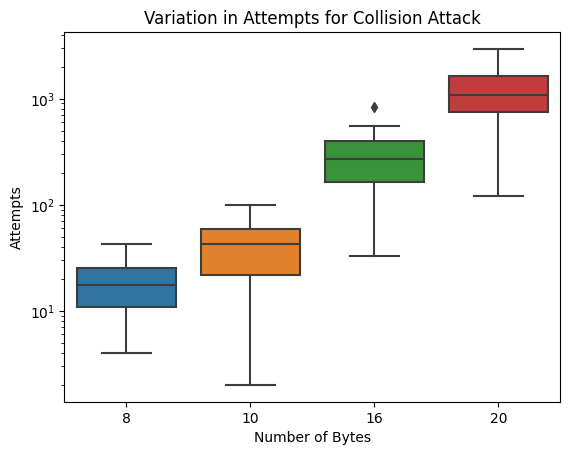 Variation in Attempts for Collision Attack
Attempts
10³
10²
10¹
8 10 16 20
Number of Bytes